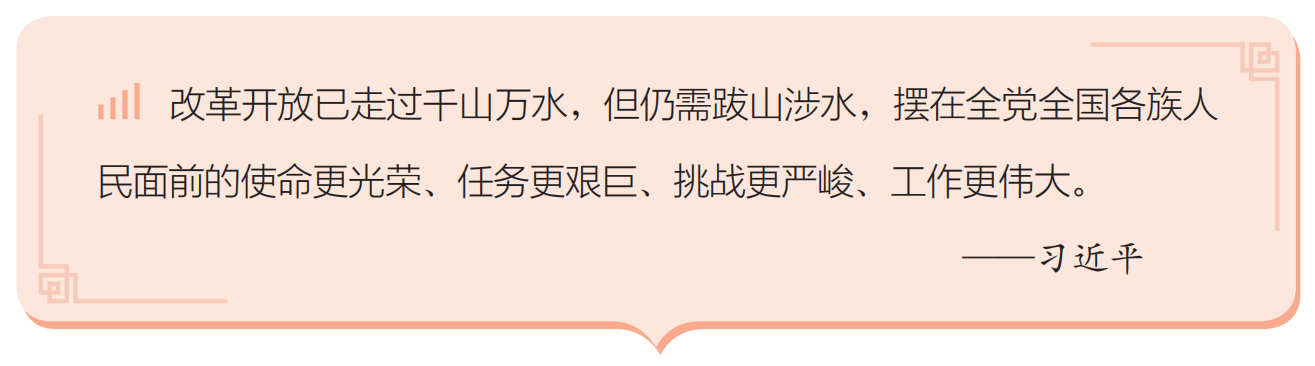 改革开放已走过千山万水，但仍需跋山涉水，摆在全党全国各族人
民面前的使命更光荣、任务更艰巨、挑战更严峻、工作更伟大。
——习近平